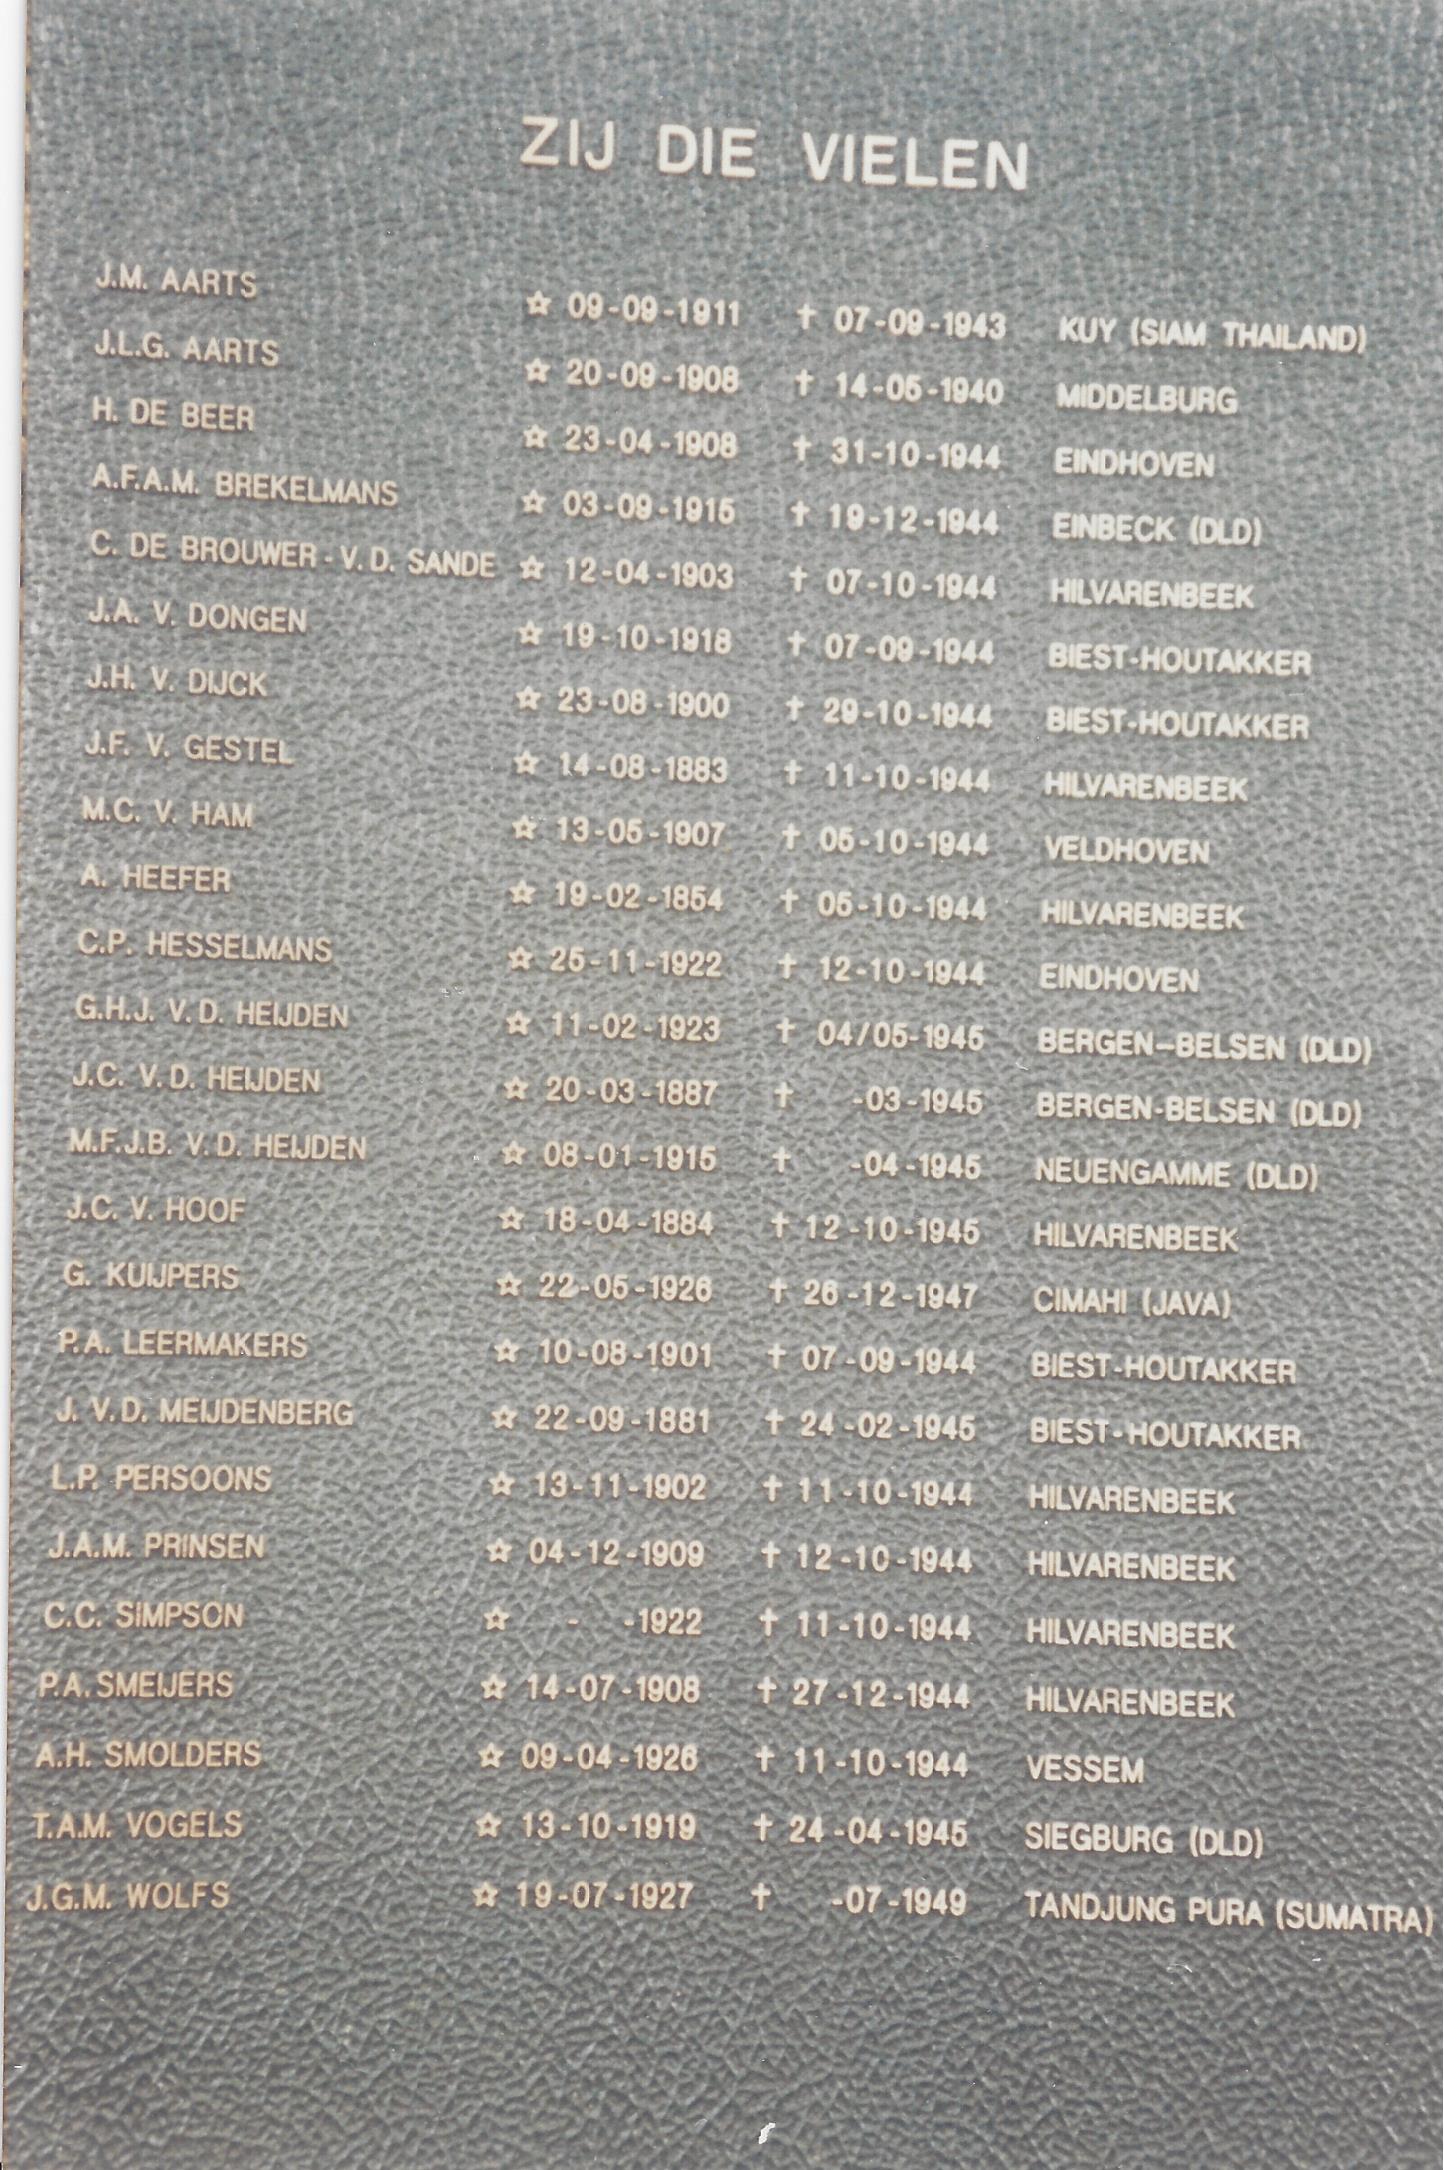 ZIJ DIE VIELEN
J.M. AARTS ☆ 09-09-1911 † 07-09-1943 KUY (SIAM THAILAND)
J.L.G. AARTS ☆ 20-09-1908 † 14-05-1940 MIDDELBURG
H. DE BEER ☆ 23-04-1908 † 31-10-1944 EINDHOVEN
A.F.A.M. BREKELMANS ☆ 03-09-1915 † 19-12-1944 EINBECK (DLD)
C. DE BROUWER-V.D. SANDE ☆ 12-04-1903 † 07-10-1944 HILVARENBEEK
J.A. V. DONGEN ☆ 19-10-1918 † 07-09-1944 BIEST-HOUTAKKER
J.H. V. DIJCK ☆ 23-08-1900 † 29-10-1944 BIEST-HOUTAKKER
J.F. V. GESTEL ☆ 14-08-1883 † 11-10-1944 HILVARENBEEK
M.C. V. HAM ☆ 13-05-1907 † 05-10-1944 VELDHOVEN
A. HEEFER ☆ 19-02-1854 † 05-10-1944 HILVARENBEEK
C.P. HESSELMANS ☆ 25-11-1922 † 12-10-1944 EINDHOVEN
G.H.J. V.D. HEIJDEN ☆ 11-02-1923 † 04/05-1945 BERGEN-BELSEN (DLD)
J.C. V.D. HEIJDEN ☆ 20-03-1887 † -03-1945 BERGEN-BELSEN (DLD)
M.F.J.B. V.D. HEIJDEN ☆ 08-01-1915 † -04-1945 NEUENGAMME (DLD)
J.C. V. HOOF ☆ 18-04-1884 † 12-10-1945 HILVARENBEEK
G. KUIJPERS ☆ 22-05-1926 † 26-12-1947 CIMAHI (JAVA)
P.A. LEERMAKERS ☆ 10-08-1901 † 07-09-1944 BIEST-HOUTAKKER
J. V.D. MEIJDENBERG ☆ 22-09-1881 † 24-02-1945 BIEST-HOUTAKKER
L.P. PERSOONS ☆ 13-11-1902 † 11-10-1944 HILVARENBEEK
J.A.M. PRINSEN ☆ 04-12-1909 † 12-10-1944 HILVARENBEEK
C.C. SIMPSON ☆ - -1922 † 11-10-1944 HILVARENBEEK
P.A. SMEIJERS ☆ 14-07-1908 † 27-12-1944 HILVARENBEEK
A.H. SMOLDERS ☆ 09-04-1926 † 11-10-1944 VESSEM
T.A.M. VOGELS ☆ 13-10-1919 † 24-04-1945 SIEGBURG (DLD)
J.G.M. WOLFS ☆ 19-07-1927 † -07-1949 TANDJUNG PURA (SUMATRA)